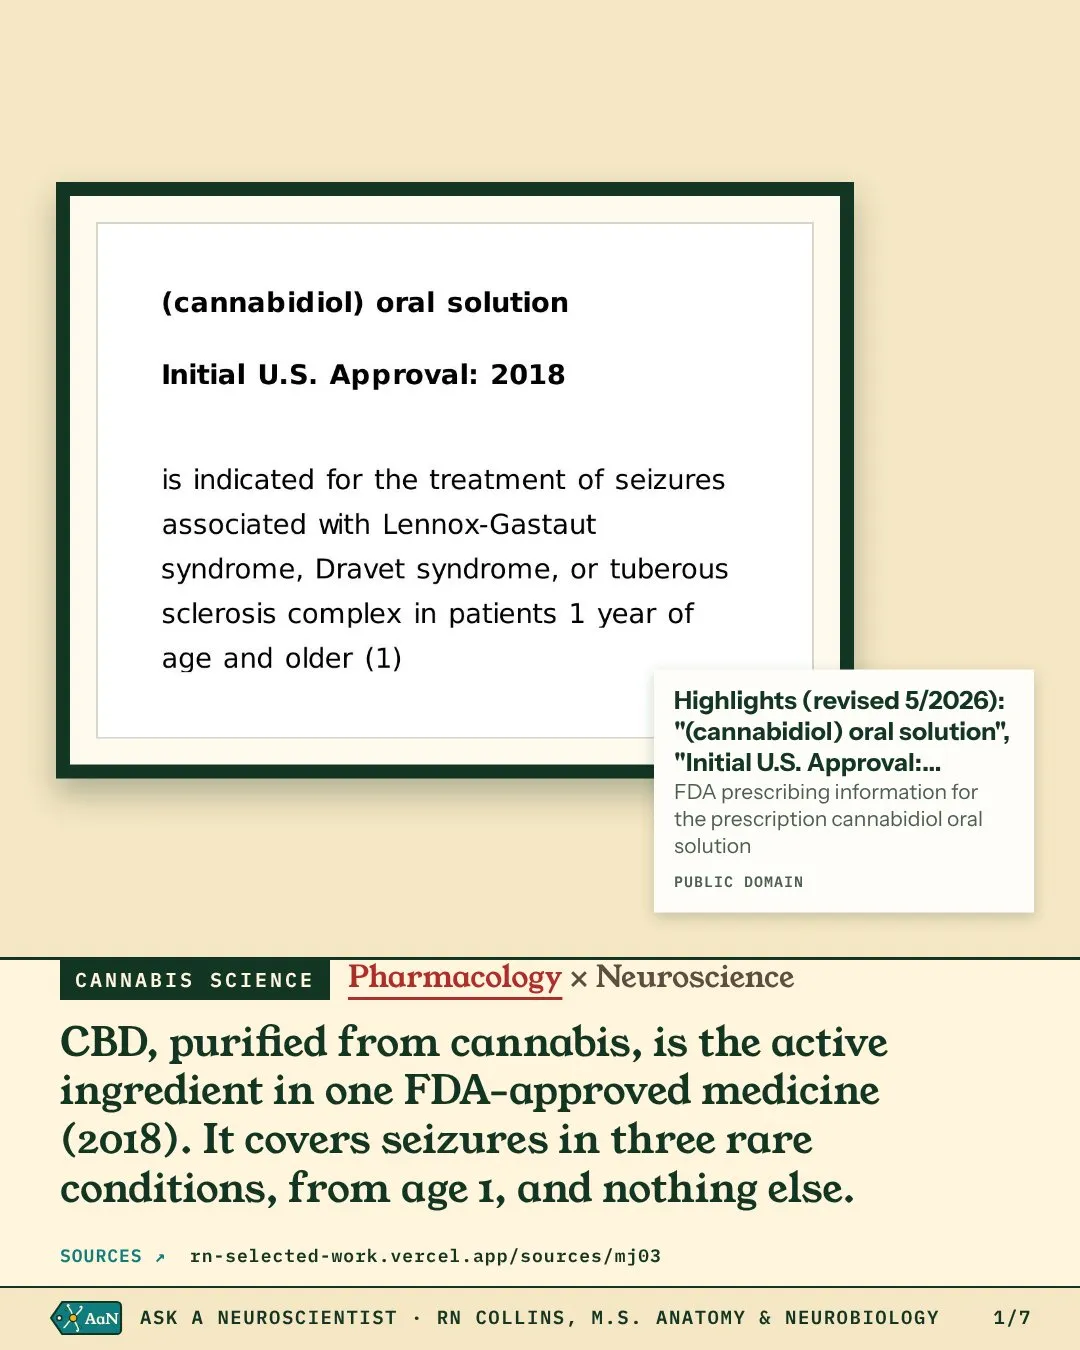 (cannabidiol) oral solution
Initial U.S. Approval: 2018
is indicated for the treatment of seizures
associated with Lennox-Gastaut
syndrome, Dravet syndrome, or tuberous
sclerosis complex in patients 1 year of
age and older (1)
Highlights (revised 5/2026):
"(cannabidiol) oral solution",
"Initial U.S. Approval:...
FDA prescribing information for
the prescription cannabidiol oral
solution
PUBLIC DOMAIN
CANNABIS SCIENCE Pharmacology × Neuroscience
CBD, purified from cannabis, is the active
ingredient in one FDA-approved medicine
(2018). It covers seizures in three rare
conditions, from age 1, and nothing else.
SOURCES ↗ rn-selected-work.vercel.app/sources/mj03
AaN ASK A NEUROSCIENTIST · RN COLLINS, M.S. ANATOMY & NEUROBIOLOGY 1/7